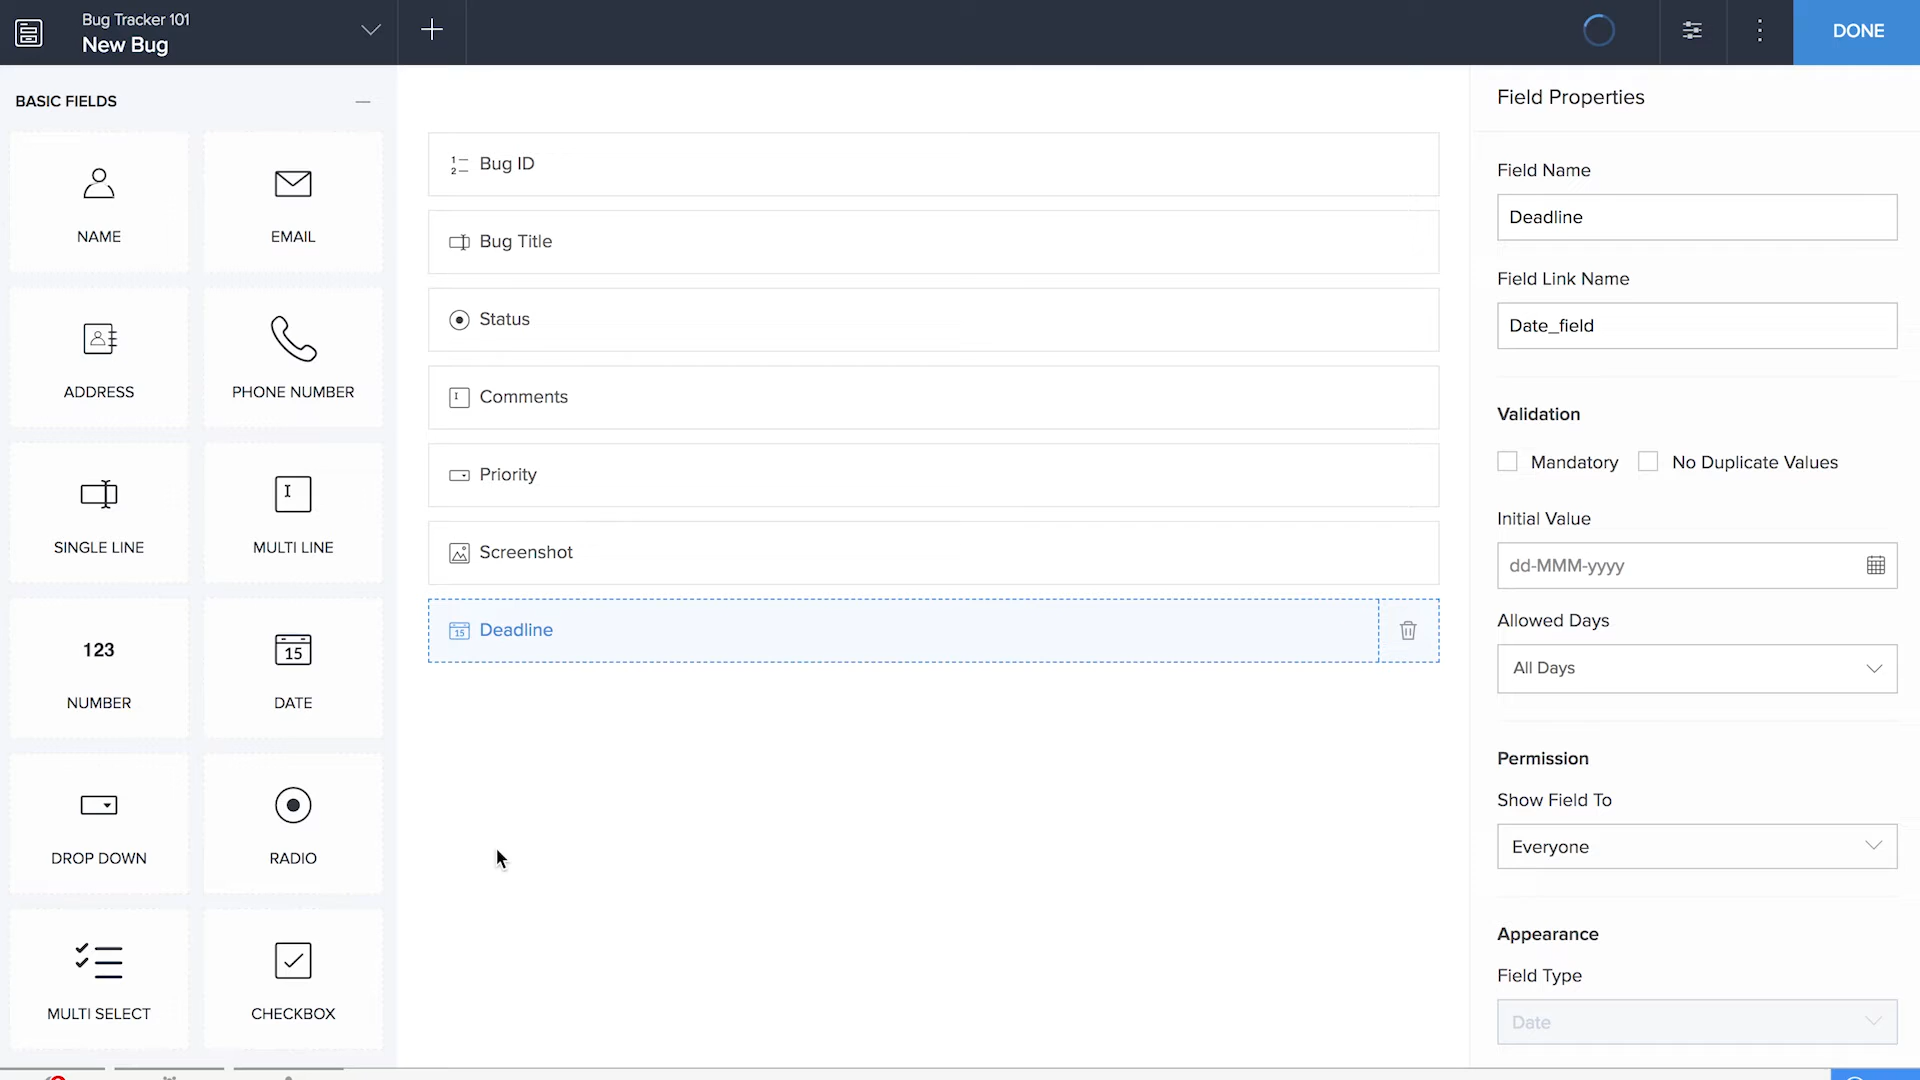 Bug Tracker 101
New Bug
DONE
BASIC FIELDS
NAME
EMAIL
ADDRESS
PHONE NUMBER
SINGLE LINE
MULTI LINE
123
NUMBER
15
DATE
DROP DOWN
RADIO
MULTI SELECT
CHECKBOX
Bug ID
Bug Title
Status
Comments
Priority
Screenshot
15
Deadline
Field Properties
Field Name
Deadline
Field Link Name
Date_field
Validation
Mandatory
No Duplicate Values
Initial Value
dd-MMM-yyyy
Allowed Days
All Days
Permission
Show Field To
Everyone
Appearance
Field Type
Date